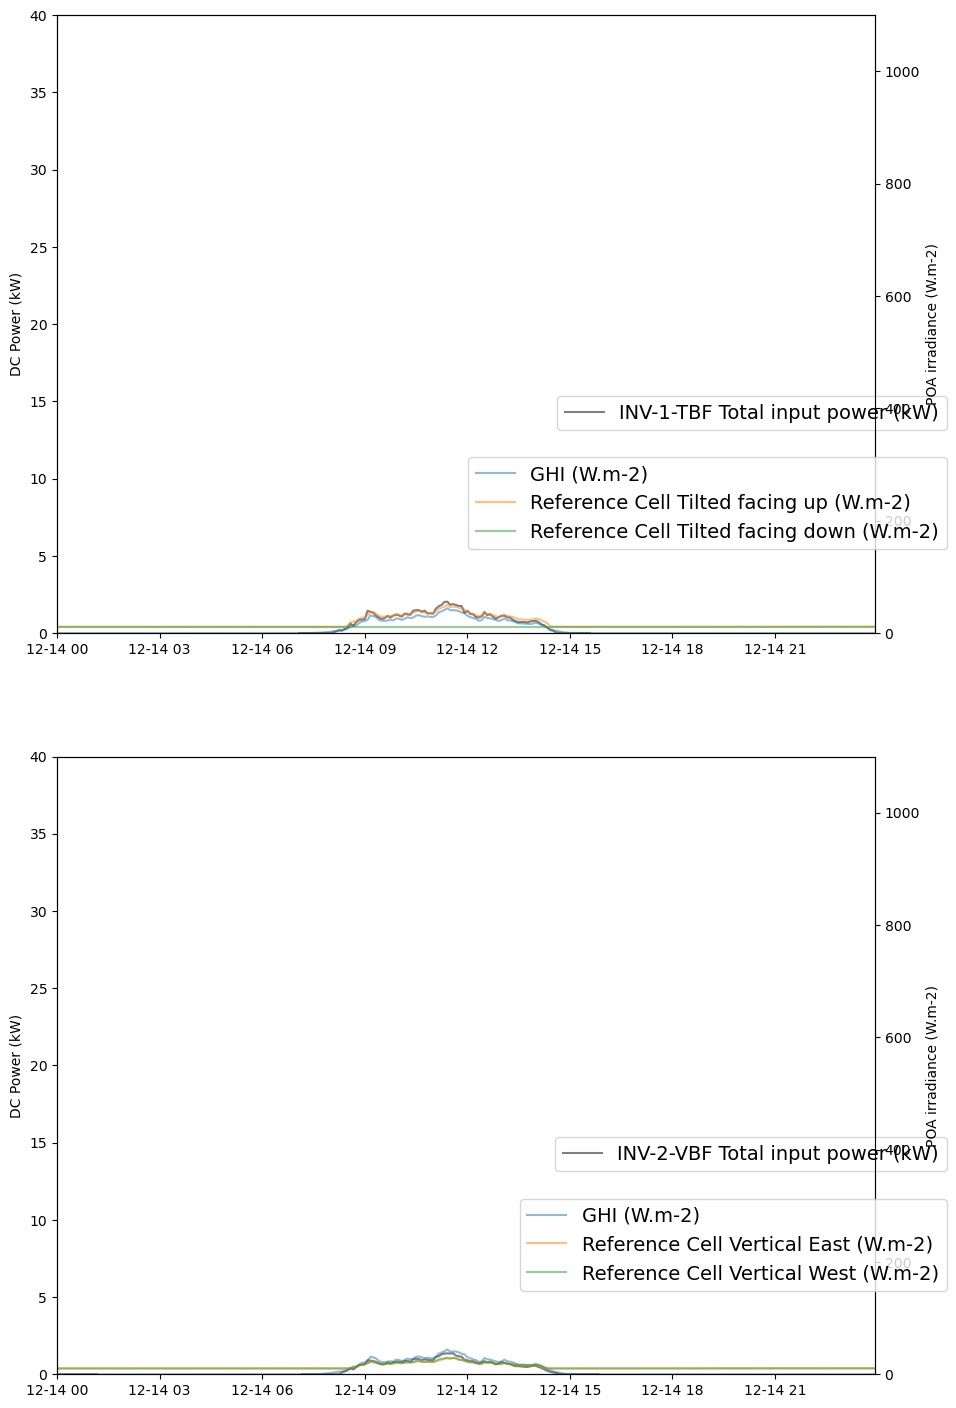 40
35
30
25
20
15
10
5
0
DC Power (kW)
1000
800
600
400
200
0
POA irradiance (W.m-2)
INV-1-TBF Total input power (kW)
GHI (W.m-2)
Reference Cell Tilted facing up (W.m-2)
Reference Cell Tilted facing down (W.m-2)
12-14 00 12-14 03 12-14 06 12-14 09 12-14 12 12-14 15 12-14 18 12-14 21
40
35
30
25
20
15
10
5
0
DC Power (kW)
1000
800
600
400
200
0
POA irradiance (W.m-2)
INV-2-VBF Total input power (kW)
GHI (W.m-2)
Reference Cell Vertical East (W.m-2)
Reference Cell Vertical West (W.m-2)
12-14 00 12-14 03 12-14 06 12-14 09 12-14 12 12-14 15 12-14 18 12-14 21